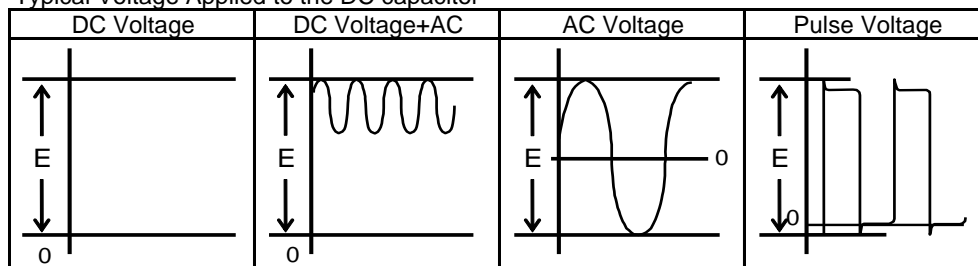 Typical Voltage Applied to the DC capacitor
DC Voltage DC Voltage+AC AC Voltage Pulse Voltage
E E E 0 E
0 0 0